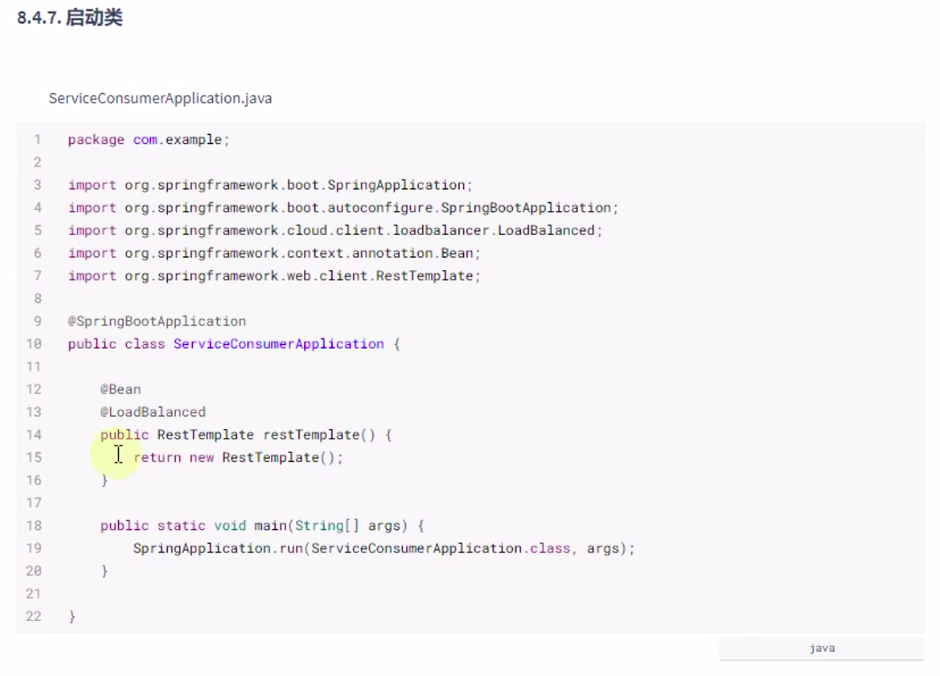 8.4.7. 启动类
ServiceConsumerApplication.java
1 package com.example;
2
3 import org.springframework.boot.SpringApplication;
4 import org.springframework.boot.autoconfigure.SpringBootApplication;
5 import org.springframework.cloud.client.loadbalancer.LoadBalanced;
6 import org.springframework.context.annotation.Bean;
7 import org.springframework.web.client.RestTemplate;
8
9 @SpringBootApplication
10 public class ServiceConsumerApplication {
11
12 @Bean
13 @LoadBalanced
14 public RestTemplate restTemplate() {
15 return new RestTemplate();
16 }
17
18 public static void main(String[] args) {
19 SpringApplication.run(ServiceConsumerApplication.class, args);
20 }
21
22 }
java